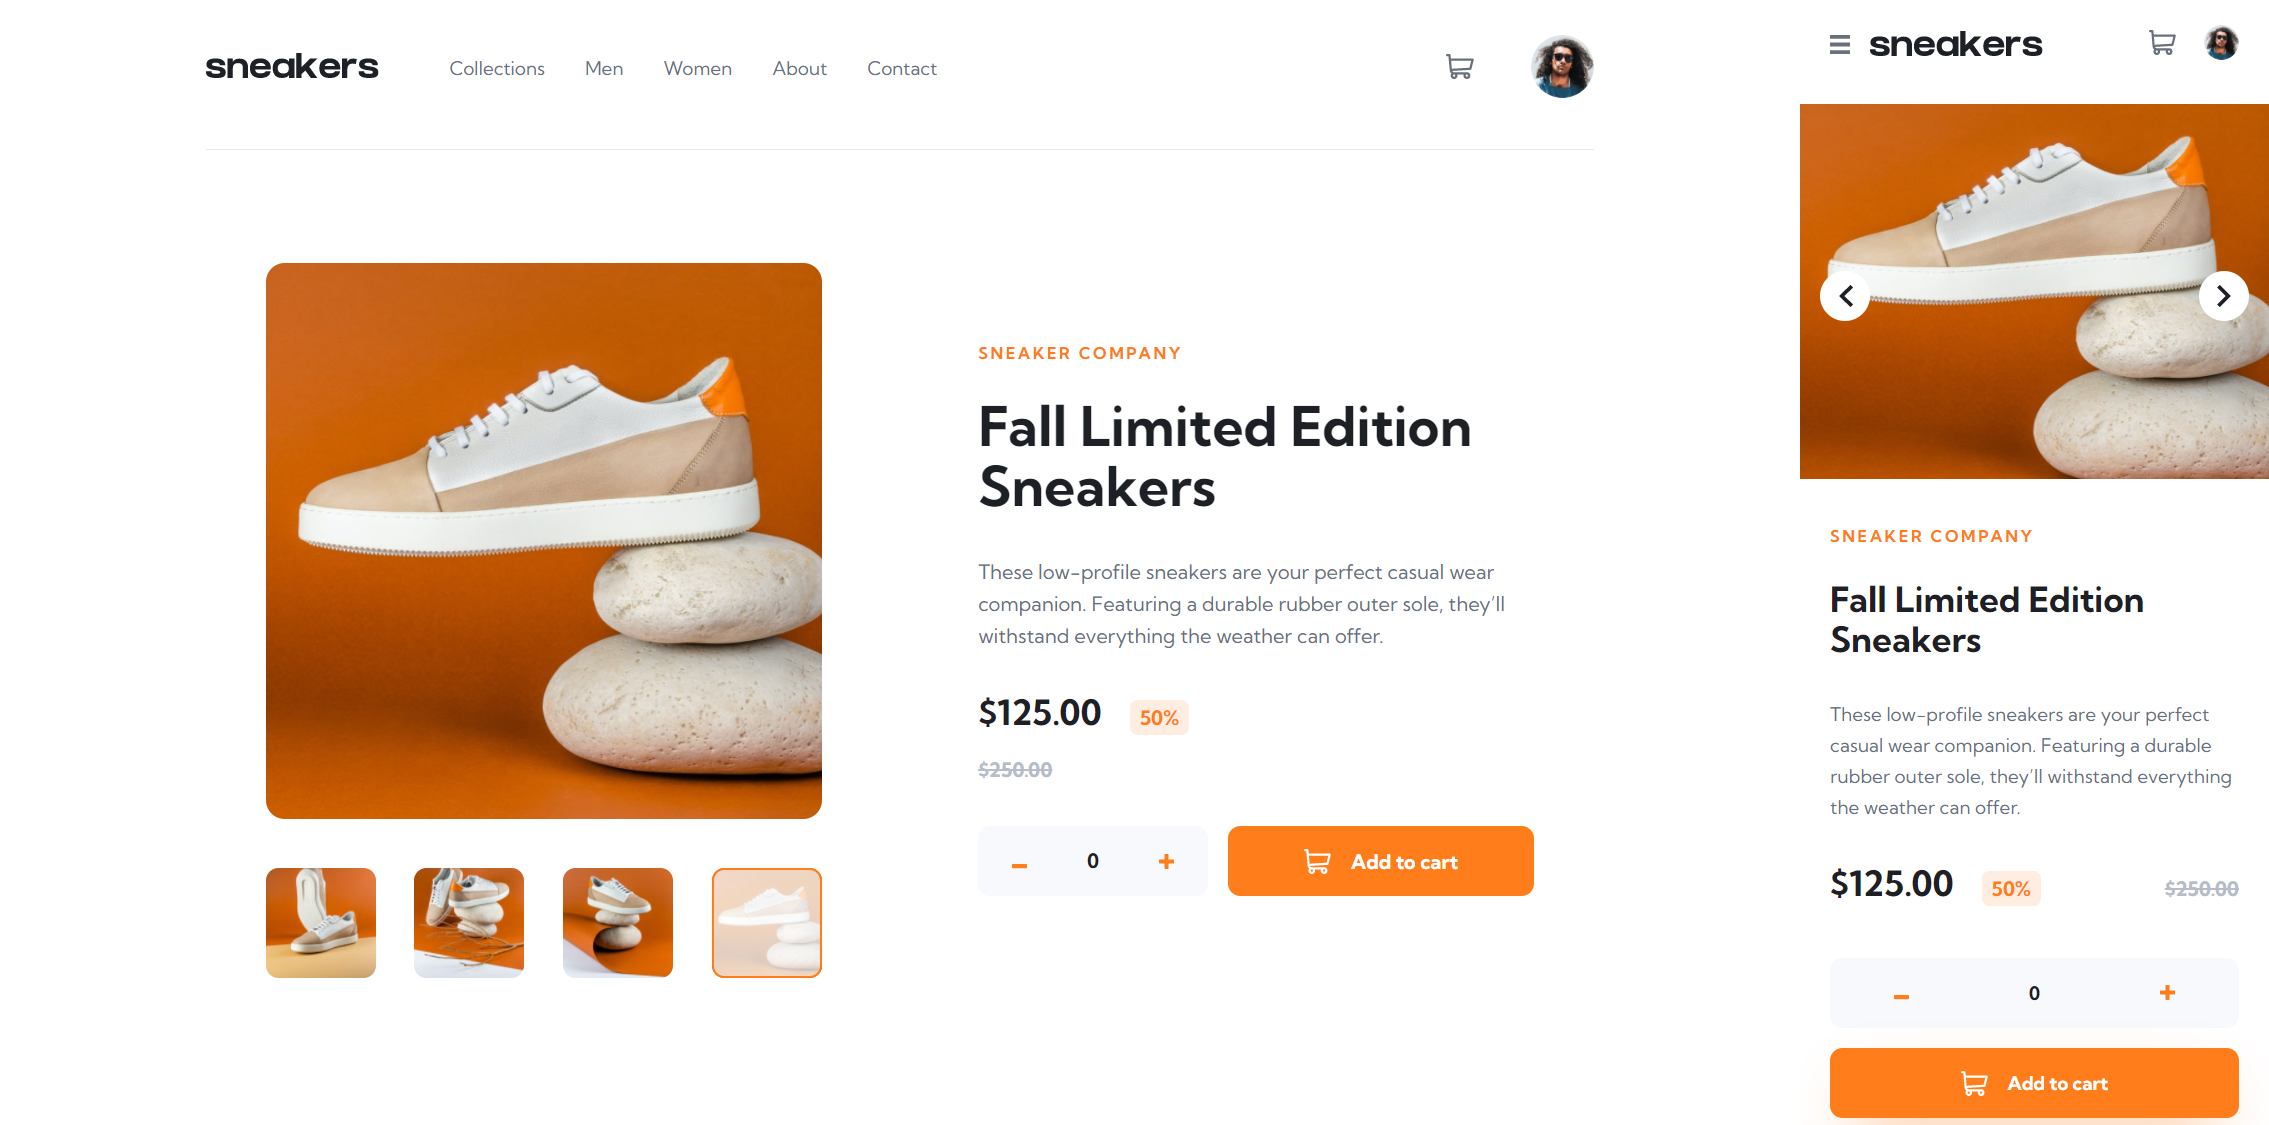 sneakers
Collections Men Women About Contact
SNEAKER COMPANY
Fall Limited Edition
Sneakers
These low-profile sneakers are your perfect casual wear
companion. Featuring a durable rubber outer sole, they'll
withstand everything the weather can offer.
$125.00 50%
$250.00
0
Add to cart
sneakers
SNEAKER COMPANY
Fall Limited Edition
Sneakers
These low-profile sneakers are your perfect
casual wear companion. Featuring a durable
rubber outer sole, they'll withstand everything
the weather can offer.
$125.00 50% $250.00
0
Add to cart